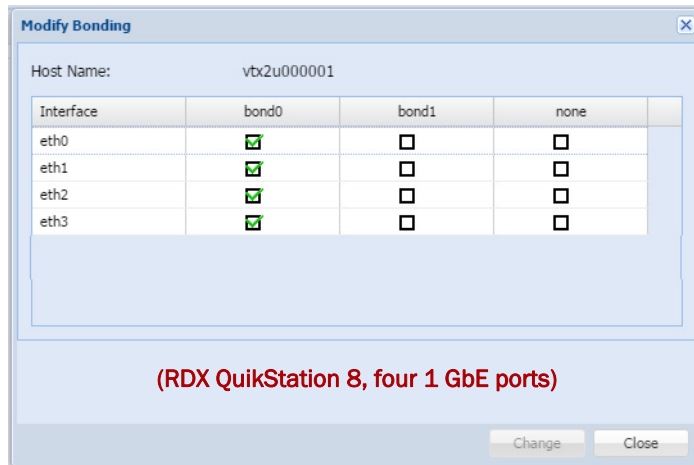 Modify Bonding
Host Name: vtx2u000001
Interface bond0 bond1 none
eth0
eth1
eth2
eth3
(RDX QuikStation 8, four 1 GbE ports)
Change Close